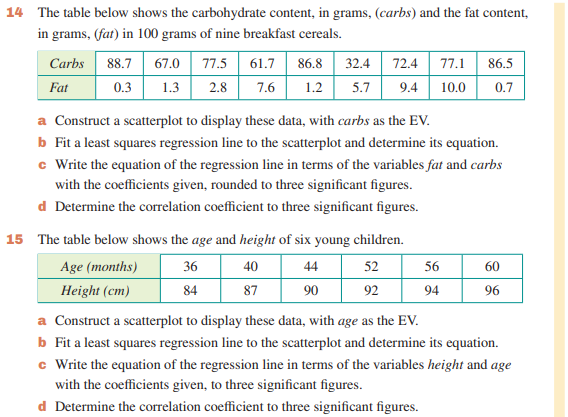 14 The table below shows the carbohydrate content, in grams, (carbs) and the fat content,
in grams, (fat) in 100 grams of nine breakfast cereals.
Carbs 88.7 67.0 77.5 61.7 86.8 32.4 72.4 77.1 86.5
Fat 0.3 1.3 2.8 7.6 1.2 5.7 9.4 10.0 0.7
a Construct a scatterplot to display these data, with carbs as the EV.
b Fit a least squares regression line to the scatterplot and determine its equation.
c Write the equation of the regression line in terms of the variables fat and carbs
with the coefficients given, rounded to three significant figures.
d Determine the correlation coefficient to three significant figures.
15 The table below shows the age and height of six young children.
Age (months) 36 40 44 52 56 60
Height (cm) 84 87 90 92 94 96
a Construct a scatterplot to display these data, with age as the EV.
b Fit a least squares regression line to the scatterplot and determine its equation.
c Write the equation of the regression line in terms of the variables height and age
with the coefficients given, to three significant figures.
d Determine the correlation coefficient to three significant figures.